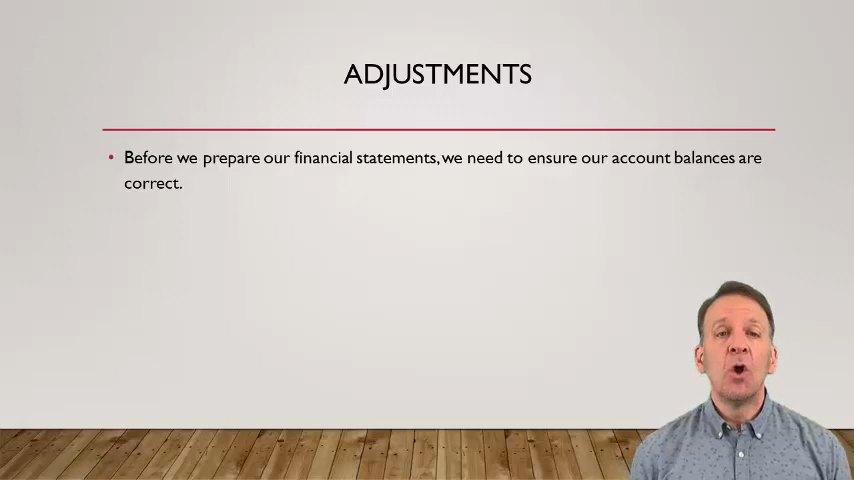 ADJUSTMENTS
• Before we prepare our financial statements, we need to ensure our account balances are
correct.